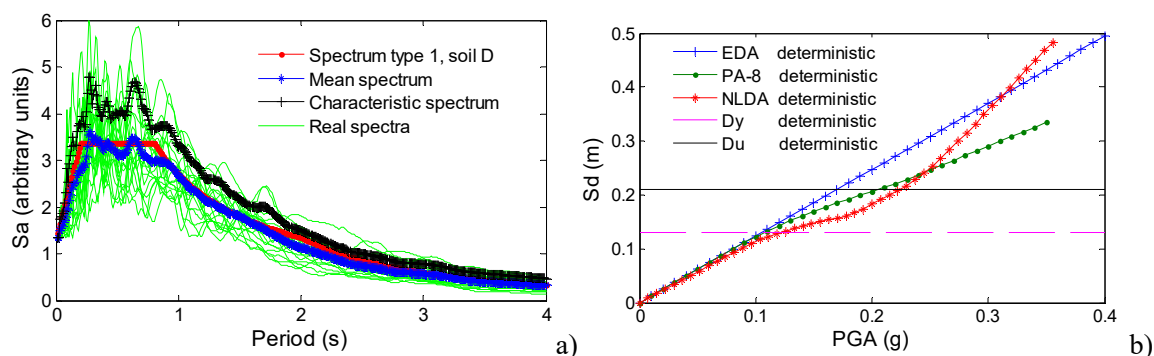 6
5
4
3
2
1
0
0 1 2 3 4
Sa (arbitrary units)
Period (s)
Spectrum type 1, soil D
Mean spectrum
Characteristic spectrum
Real spectra
a)
0.5
0.4
0.3
0.2
0.1
0
0 0.1 0.2 0.3 0.4
Sd (m)
PGA (g)
EDA deterministic
PA-8 deterministic
NLDA deterministic
Dy deterministic
Du deterministic
b)